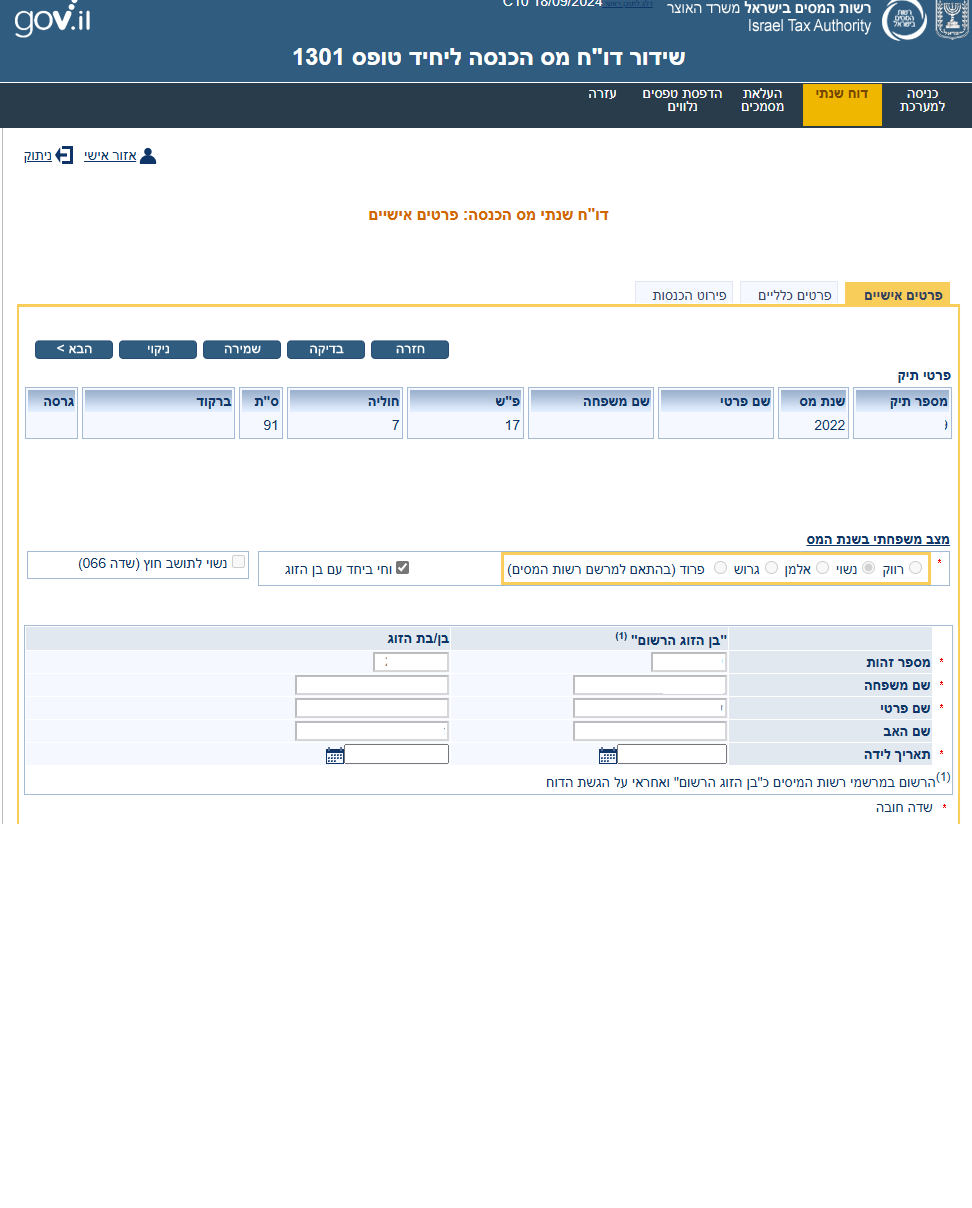 gov.il
רשות המסים בישראל משרד האוצר
Israel Tax Authority
C10 18/09/2024
שידור דו"ח מס הכנסה ליחיד טופס 1301
כניסה למערכת
דוח שנתי
העלאת מסמכים
הדפסת טפסים נלווים
עזרה
אזור אישי
ניתוק
דו"ח שנתי מס הכנסה: פרטים אישיים
פרטים אישיים
פרטים כלליים
פירוט הכנסות
חזרה
בדיקה
שמירה
ניקוי
הבא >
פרטי תיק
מספר תיק שנת מס שם פרטי שם משפחה פ"ש חוליה ס"ת ברקוד גרסה
2022 17 7 91
מצב משפחתי בשנת המס
* רווק נשוי אלמן גרוש פרוד (בהתאם למרשם רשות המסים)
וחי ביחד עם בן הזוג
נשוי לתושב חוץ (שדה 066)
"בן הזוג הרשום" (1) בן/בת הזוג
* מספר זהות
* שם משפחה
* שם פרטי
שם האב
* תאריך לידה
(1)הרשום במרשמי רשות המיסים כ"בן הזוג הרשום" ואחראי על הגשת הדוח
* שדה חובה